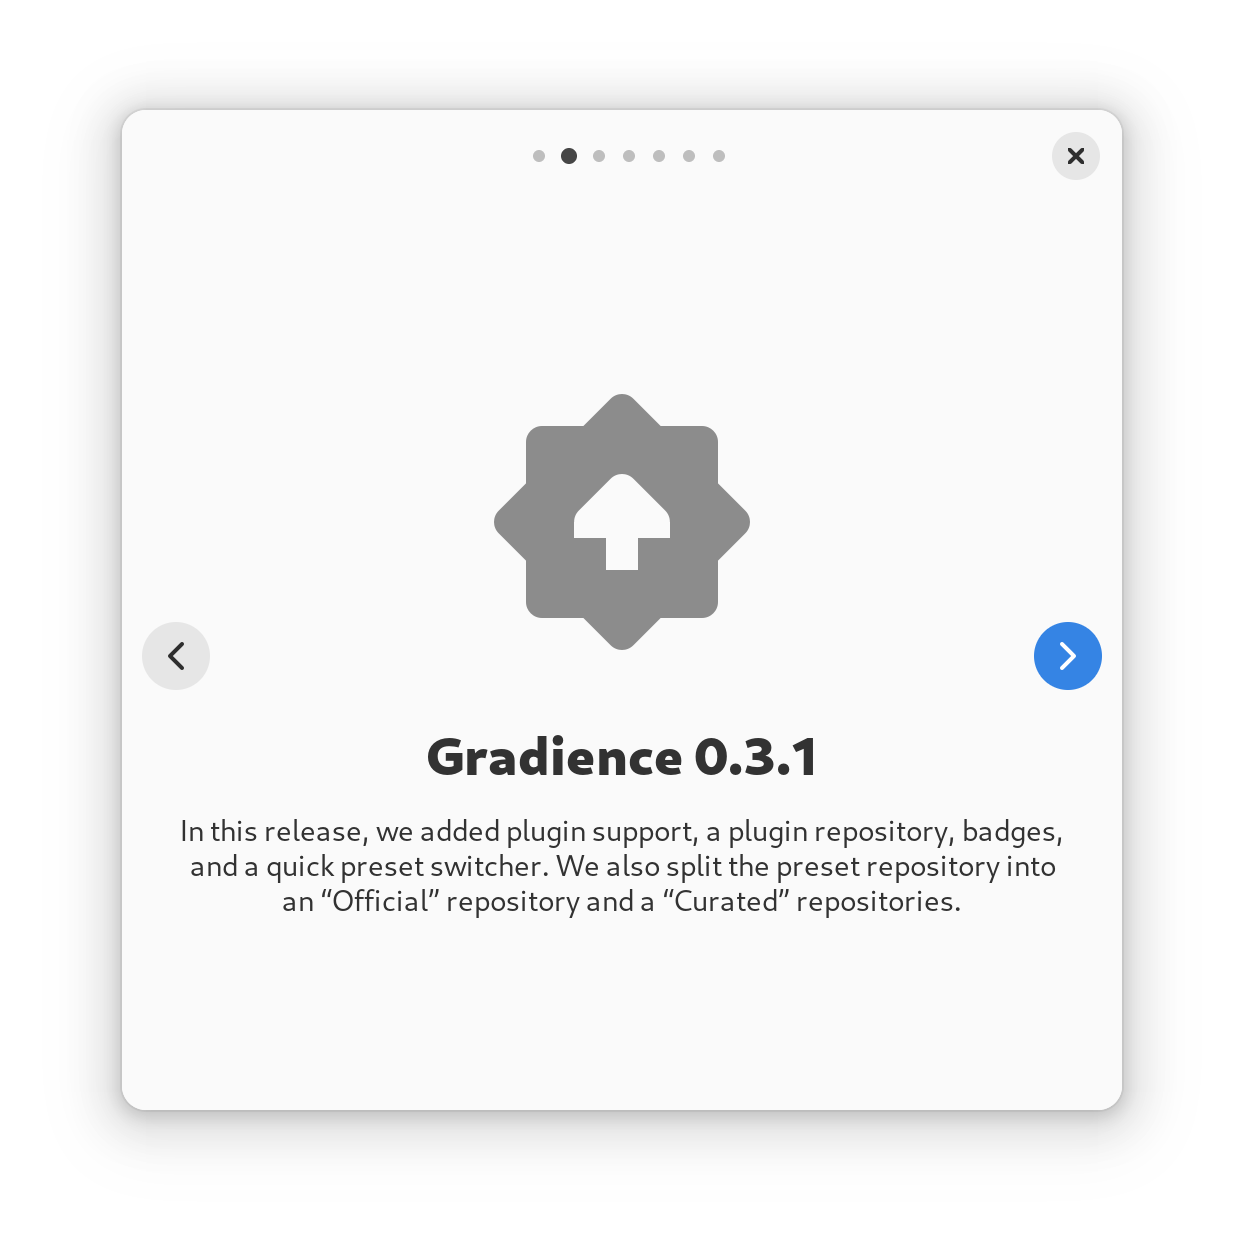 Gradience 0.3.1
In this release, we added plugin support, a plugin repository, badges,
and a quick preset switcher. We also split the preset repository into
an “Official” repository and a “Curated” repositories.